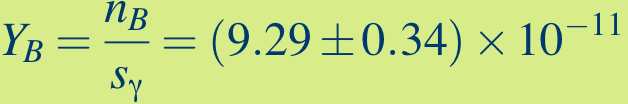 Y_B = n_B / s_γ = (9.29 ± 0.34) × 10^{-11}